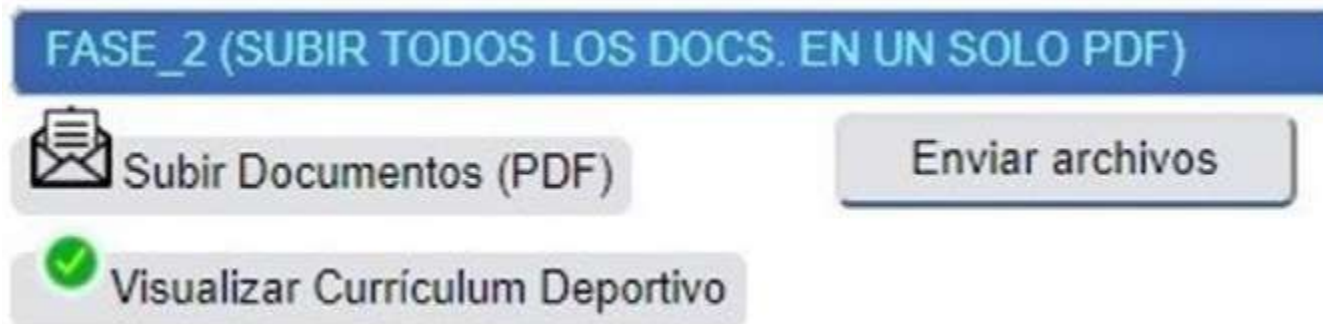 FASE_2 (SUBIR TODOS LOS DOCS. EN UN SOLO PDF)
Subir Documentos (PDF)
Enviar archivos
Visualizar Currículum Deportivo